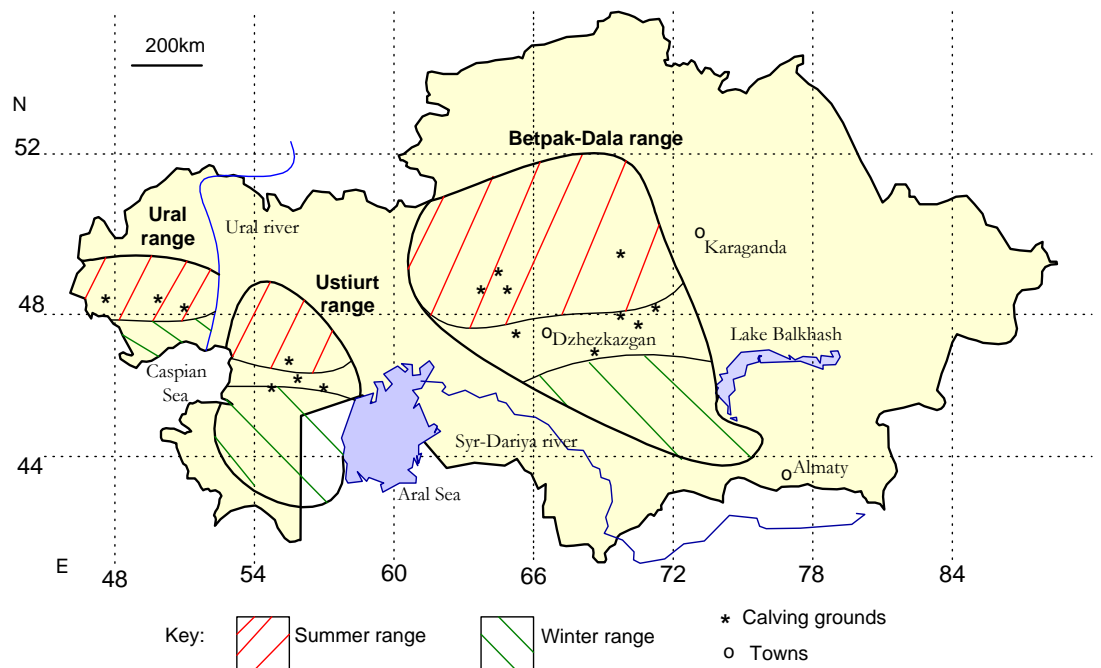 200km
N
52
Betpak-Dala range
Ural
range
Ural river
Karaganda
Ustiurt
range
48
Dzhezkazgan
Lake Balkhash
Caspian
Sea
Syr-Dariya river
44
Almaty
Aral Sea
E
48
54
60
66
72
78
84
Key:
Summer range
Winter range
* Calving grounds
o Towns